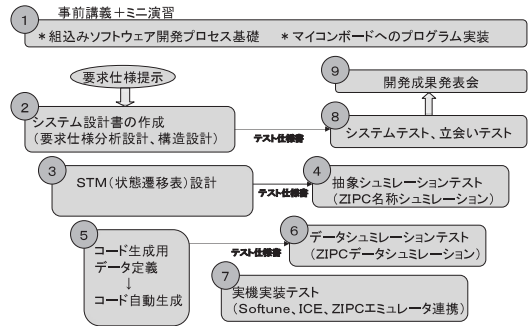 ① 事前講義＋ミニ演習
＊組込みソフトウェア開発プロセス基礎　＊マイコンボードへのプログラム実装
要求仕様提示
⑨
開発成果発表会
②
システム設計書の作成
（要求仕様分析設計、構造設計）
テスト仕様書
⑧
システムテスト、立会いテスト
③
STM（状態遷移表）設計
テスト仕様書
④
抽象シュミレーションテスト
（ZIPC名称シュミレーション）
⑤
コード生成用
データ定義
↓
コード自動生成
テスト仕様書
⑥
データシュミレーションテスト
（ZIPCデータシュミレーション）
⑦
実機実装テスト
（Softune、ICE、ZIPCエミュレータ連携）